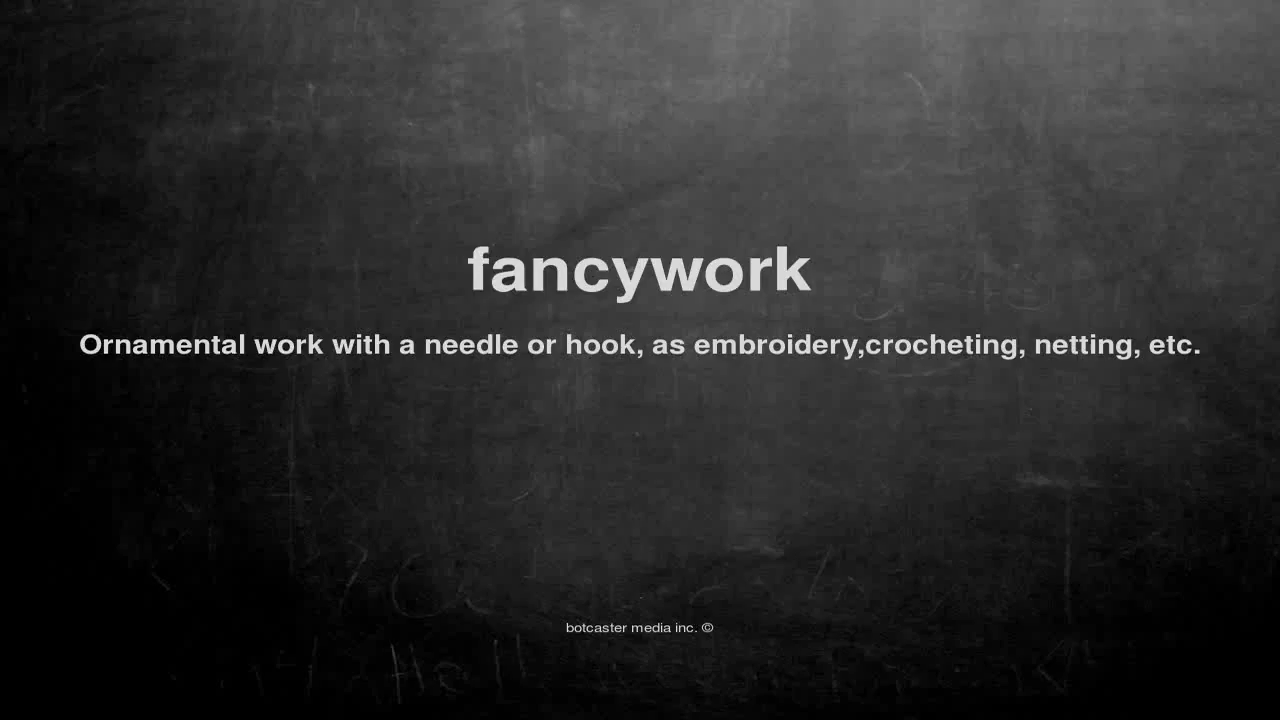 fancywork
Ornamental work with a needle or hook, as embroidery,crocheting, netting, etc.
botcaster media inc. ©